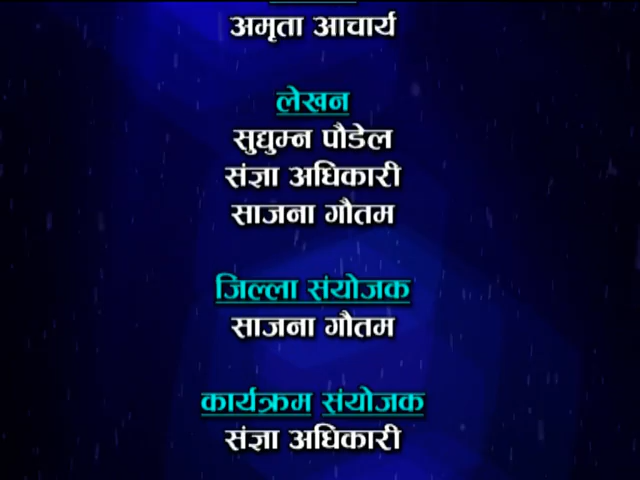 अमृता आचार्य
लेखन
सुद्युम्न पौडेल
संज्ञा अधिकारी
साजना गौतम
जिल्ला संयोजक
साजना गौतम
कार्यक्रम संयोजक
संज्ञा अधिकारी